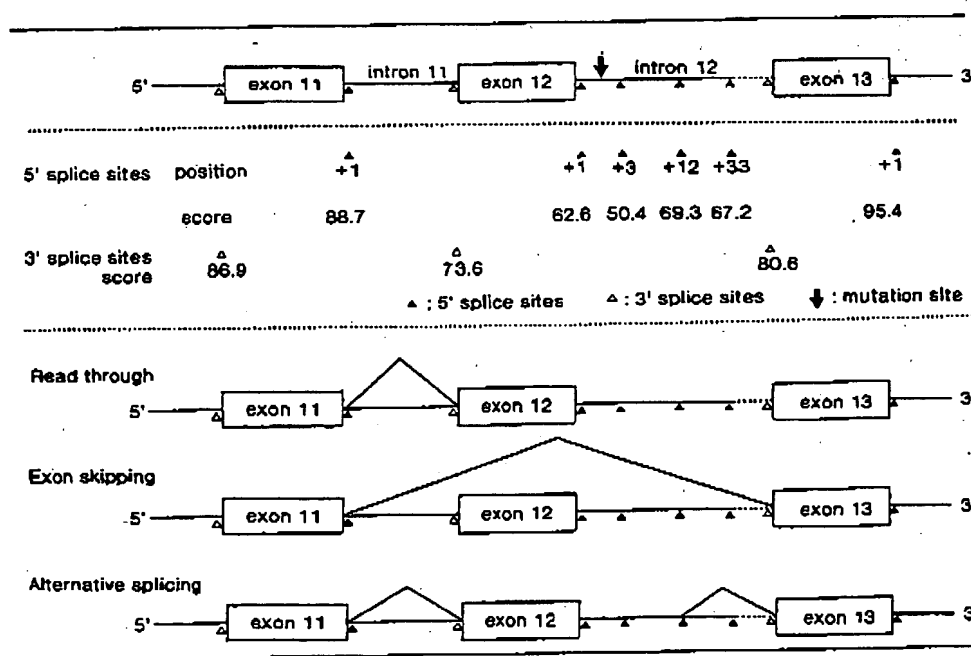 intron 11 intron 12
5' exon 11 exon 12 exon 13 3
5' splice sites position +1 +1 +3 +12 +33 +1
score 88.7 62.6 50.4 69.3 67.2 95.4
3' splice sites
score 86.9 73.6 80.6
▲ ; 5' splice sites △ : 3' splice sites ⬇ : mutation site
Read through
5' exon 11 exon 12 exon 13 3
Exon skipping
5' exon 11 exon 12 exon 13 3
Alternative splicing
5' exon 11 exon 12 exon 13 3